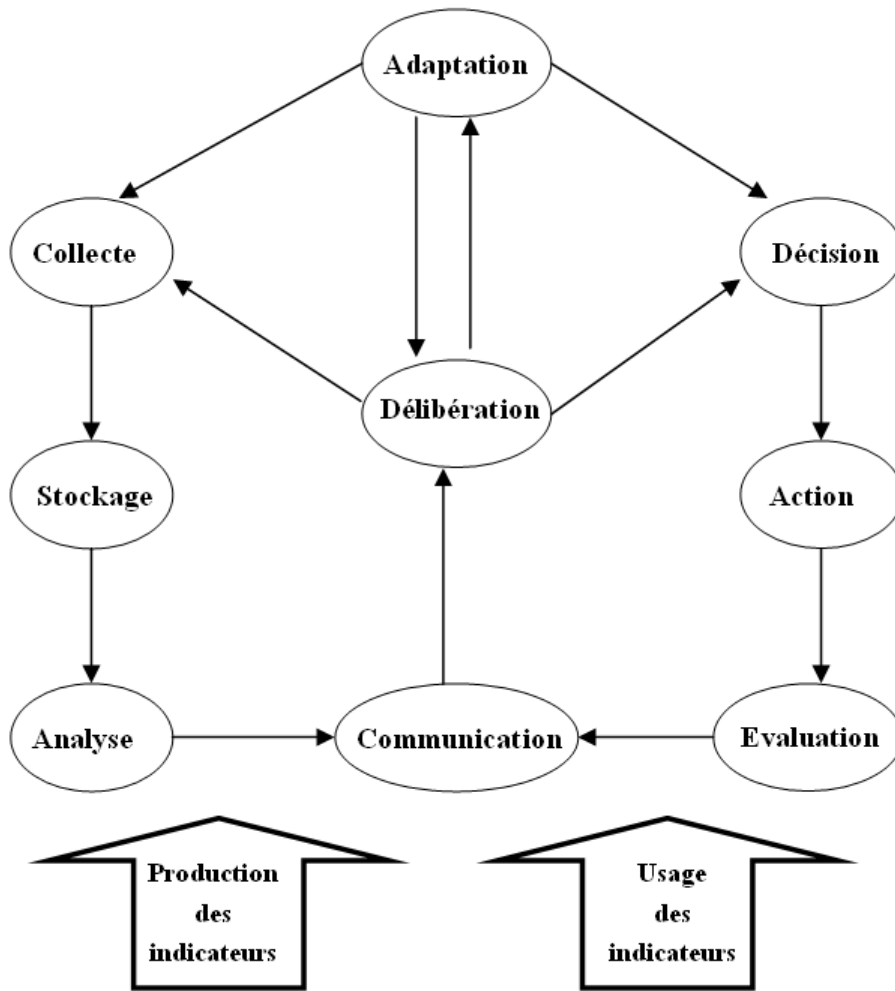 Adaptation
Collecte
Décision
Délibération
Stockage
Action
Analyse
Communication
Evaluation
Production
des
indicateurs
Usage
des
indicateurs